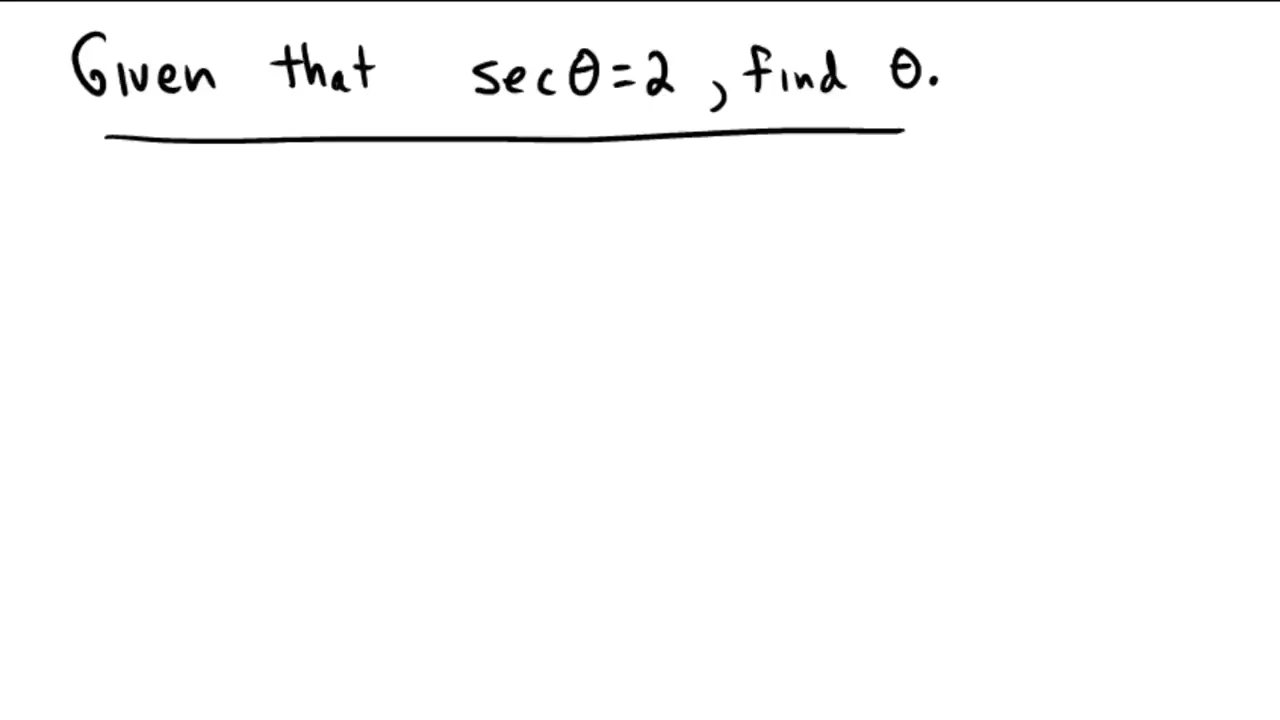 Given that secθ=2, find θ.